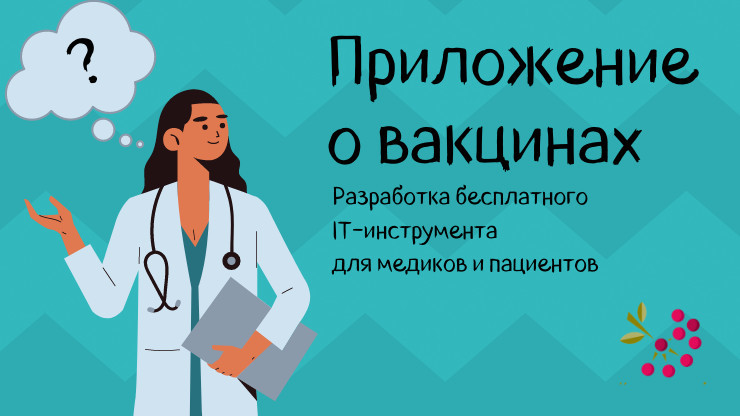 ?
Приложение
о вакцинах
Разработка бесплатного
IT-инструмента
для медиков и пациентов